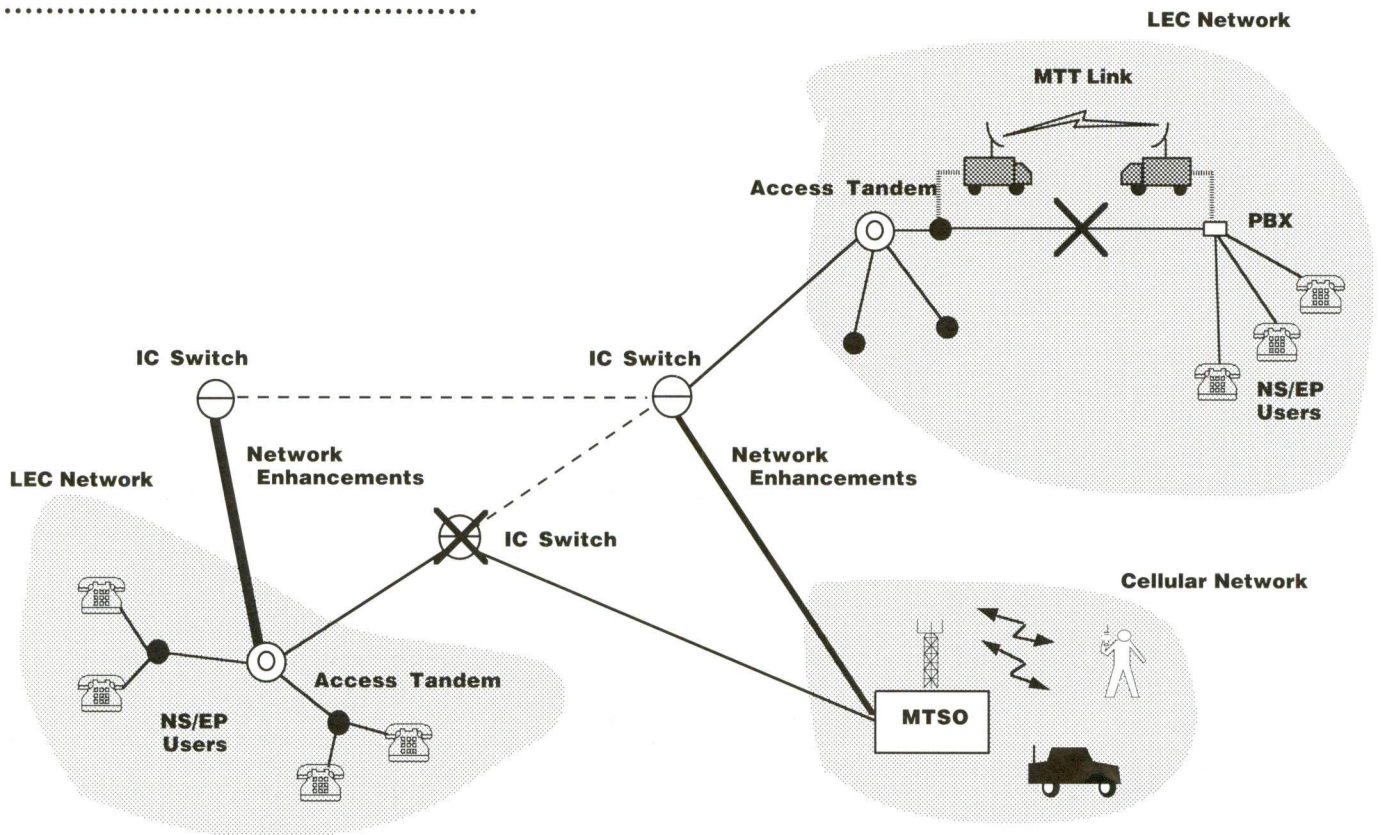 LEC Network
MTT Link
Access Tandem
PBX
IC Switch
IC Switch
NS/EP
Users
Network
Enhancements
Network
Enhancements
LEC Network
IC Switch
Cellular Network
Access Tandem
MTSO
NS/EP
Users